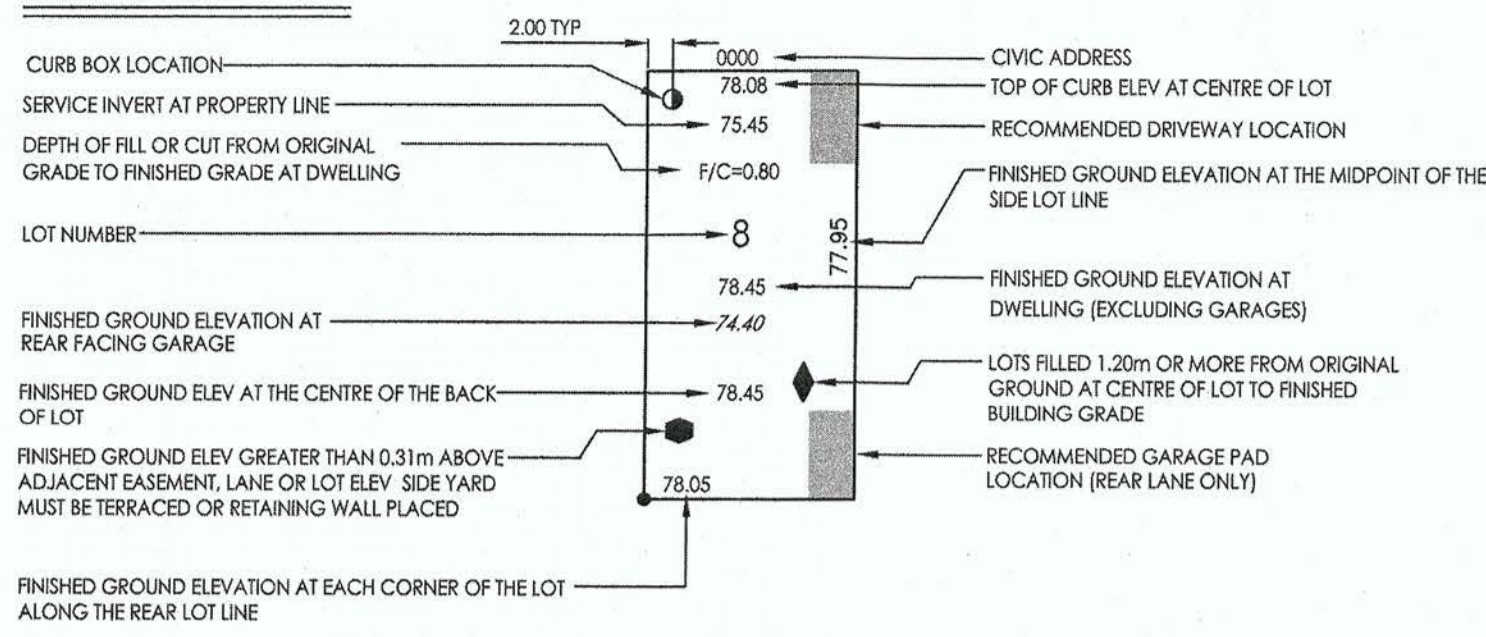 2.00 TYP
CURB BOX LOCATION
SERVICE INVERT AT PROPERTY LINE
DEPTH OF FILL OR CUT FROM ORIGINAL
GRADE TO FINISHED GRADE AT DWELLING
LOT NUMBER
FINISHED GROUND ELEVATION AT
REAR FACING GARAGE
FINISHED GROUND ELEV AT THE CENTRE OF THE BACK
OF LOT
FINISHED GROUND ELEV GREATER THAN 0.31m ABOVE
ADJACENT EASEMENT, LANE OR LOT ELEV SIDE YARD
MUST BE TERRACED OR RETAINING WALL PLACED
FINISHED GROUND ELEVATION AT EACH CORNER OF THE LOT
ALONG THE REAR LOT LINE
0000
78.08
75.45
F/C=0.80
8
77.95
78.45
74.40
78.45
78.05
CIVIC ADDRESS
TOP OF CURB ELEV AT CENTRE OF LOT
RECOMMENDED DRIVEWAY LOCATION
FINISHED GROUND ELEVATION AT THE MIDPOINT OF THE
SIDE LOT LINE
FINISHED GROUND ELEVATION AT
DWELLING (EXCLUDING GARAGES)
LOTS FILLED 1.20m OR MORE FROM ORIGINAL
GROUND AT CENTRE OF LOT TO FINISHED
BUILDING GRADE
RECOMMENDED GARAGE PAD
LOCATION (REAR LANE ONLY)